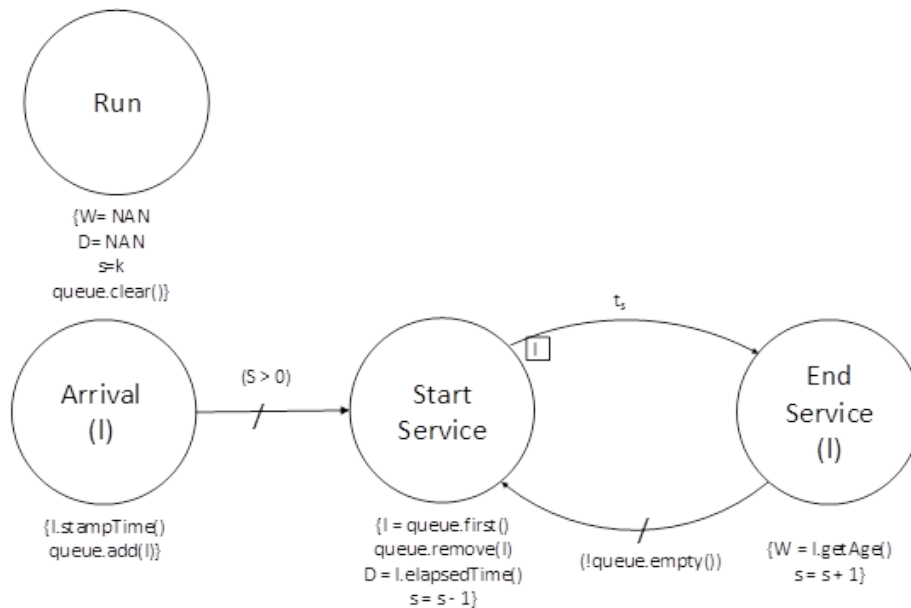 Run
{W= NAN
D= NAN
s=k
queue.clear()}
Arrival
(I)
{I.stampTime()
queue.add(I)}
(S > 0)
Start
Service
{I = queue.first()
queue.remove(I)
D = I.elapsedTime()
s = s - 1}
I
tₛ
(!queue.empty())
End
Service
(I)
{W = I.getAge()
s = s + 1}